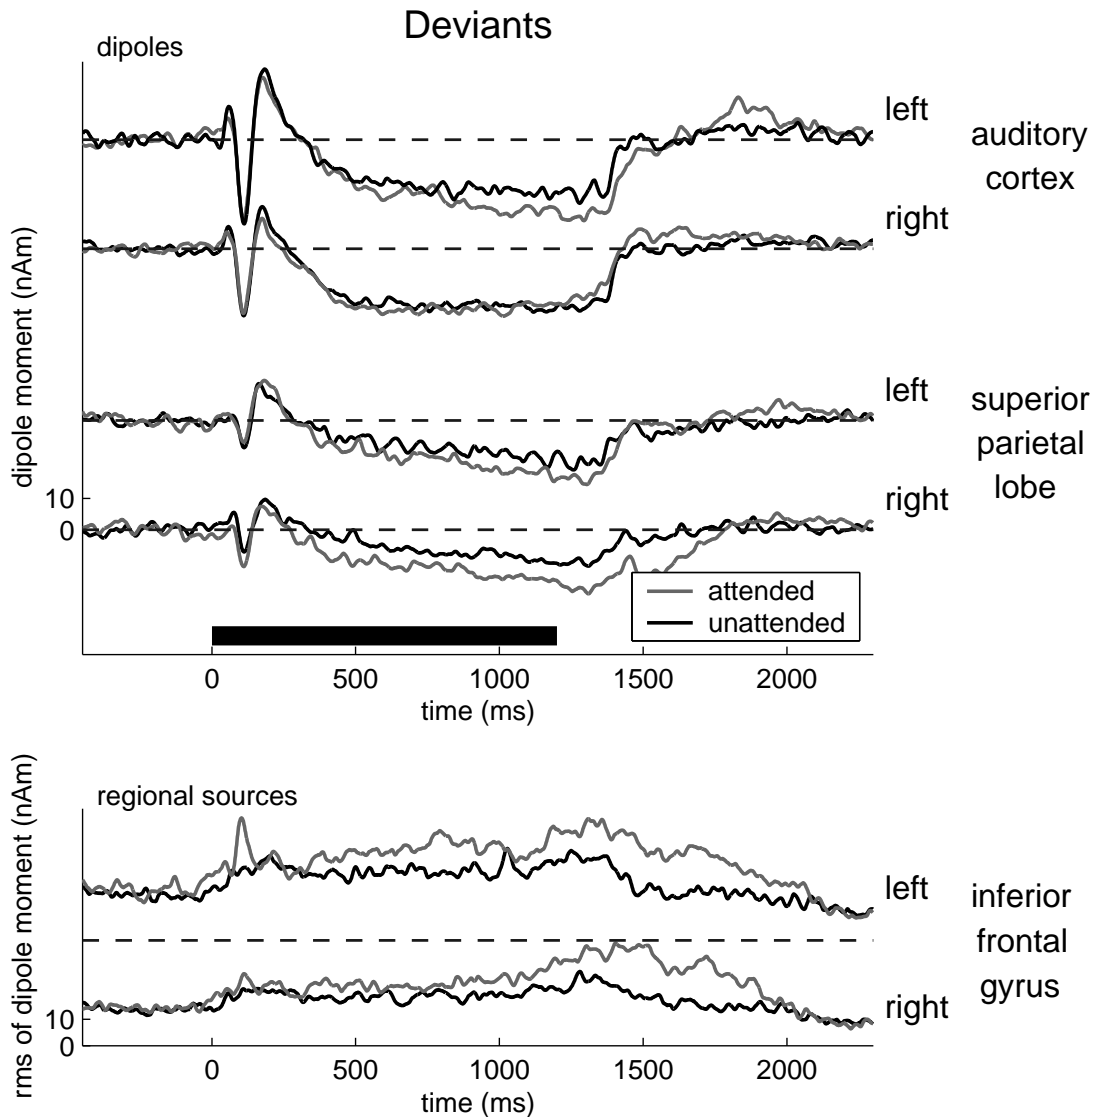 Deviants
dipoles
left
auditory
cortex
right
dipole moment (nAm)
left
superior
parietal
lobe
right
10
0
attended
unattended
0 500 1000 1500 2000
time (ms)
regional sources
rms of dipole moment (nAm)
left
inferior
frontal
gyrus
right
10
0
0 500 1000 1500 2000
time (ms)